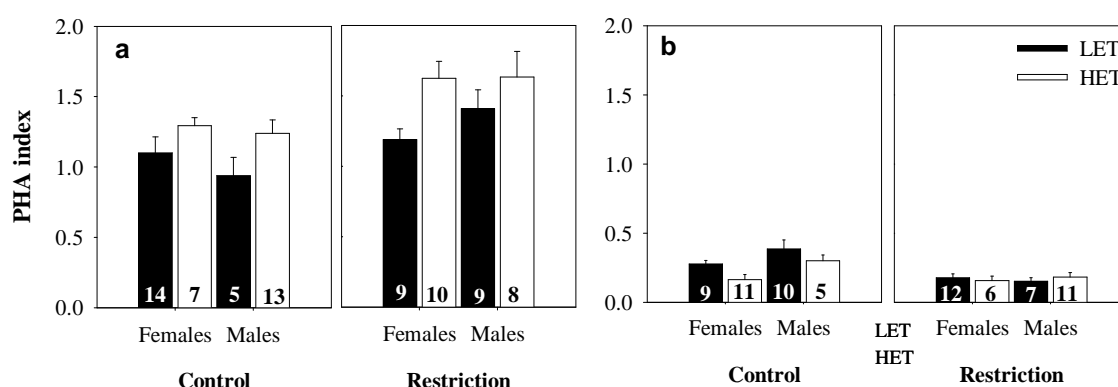 2.0
1.5
1.0
0.5
0.0
PHA index
a
14
7
5
13
9
10
9
8
Females Males
Females Males
Control
Restriction
2.0
1.5
1.0
0.5
0.0
b
LET
HET
9
11
10
5
12
6
7
11
Females Males
Females Males
LET
HET
Control
Restriction